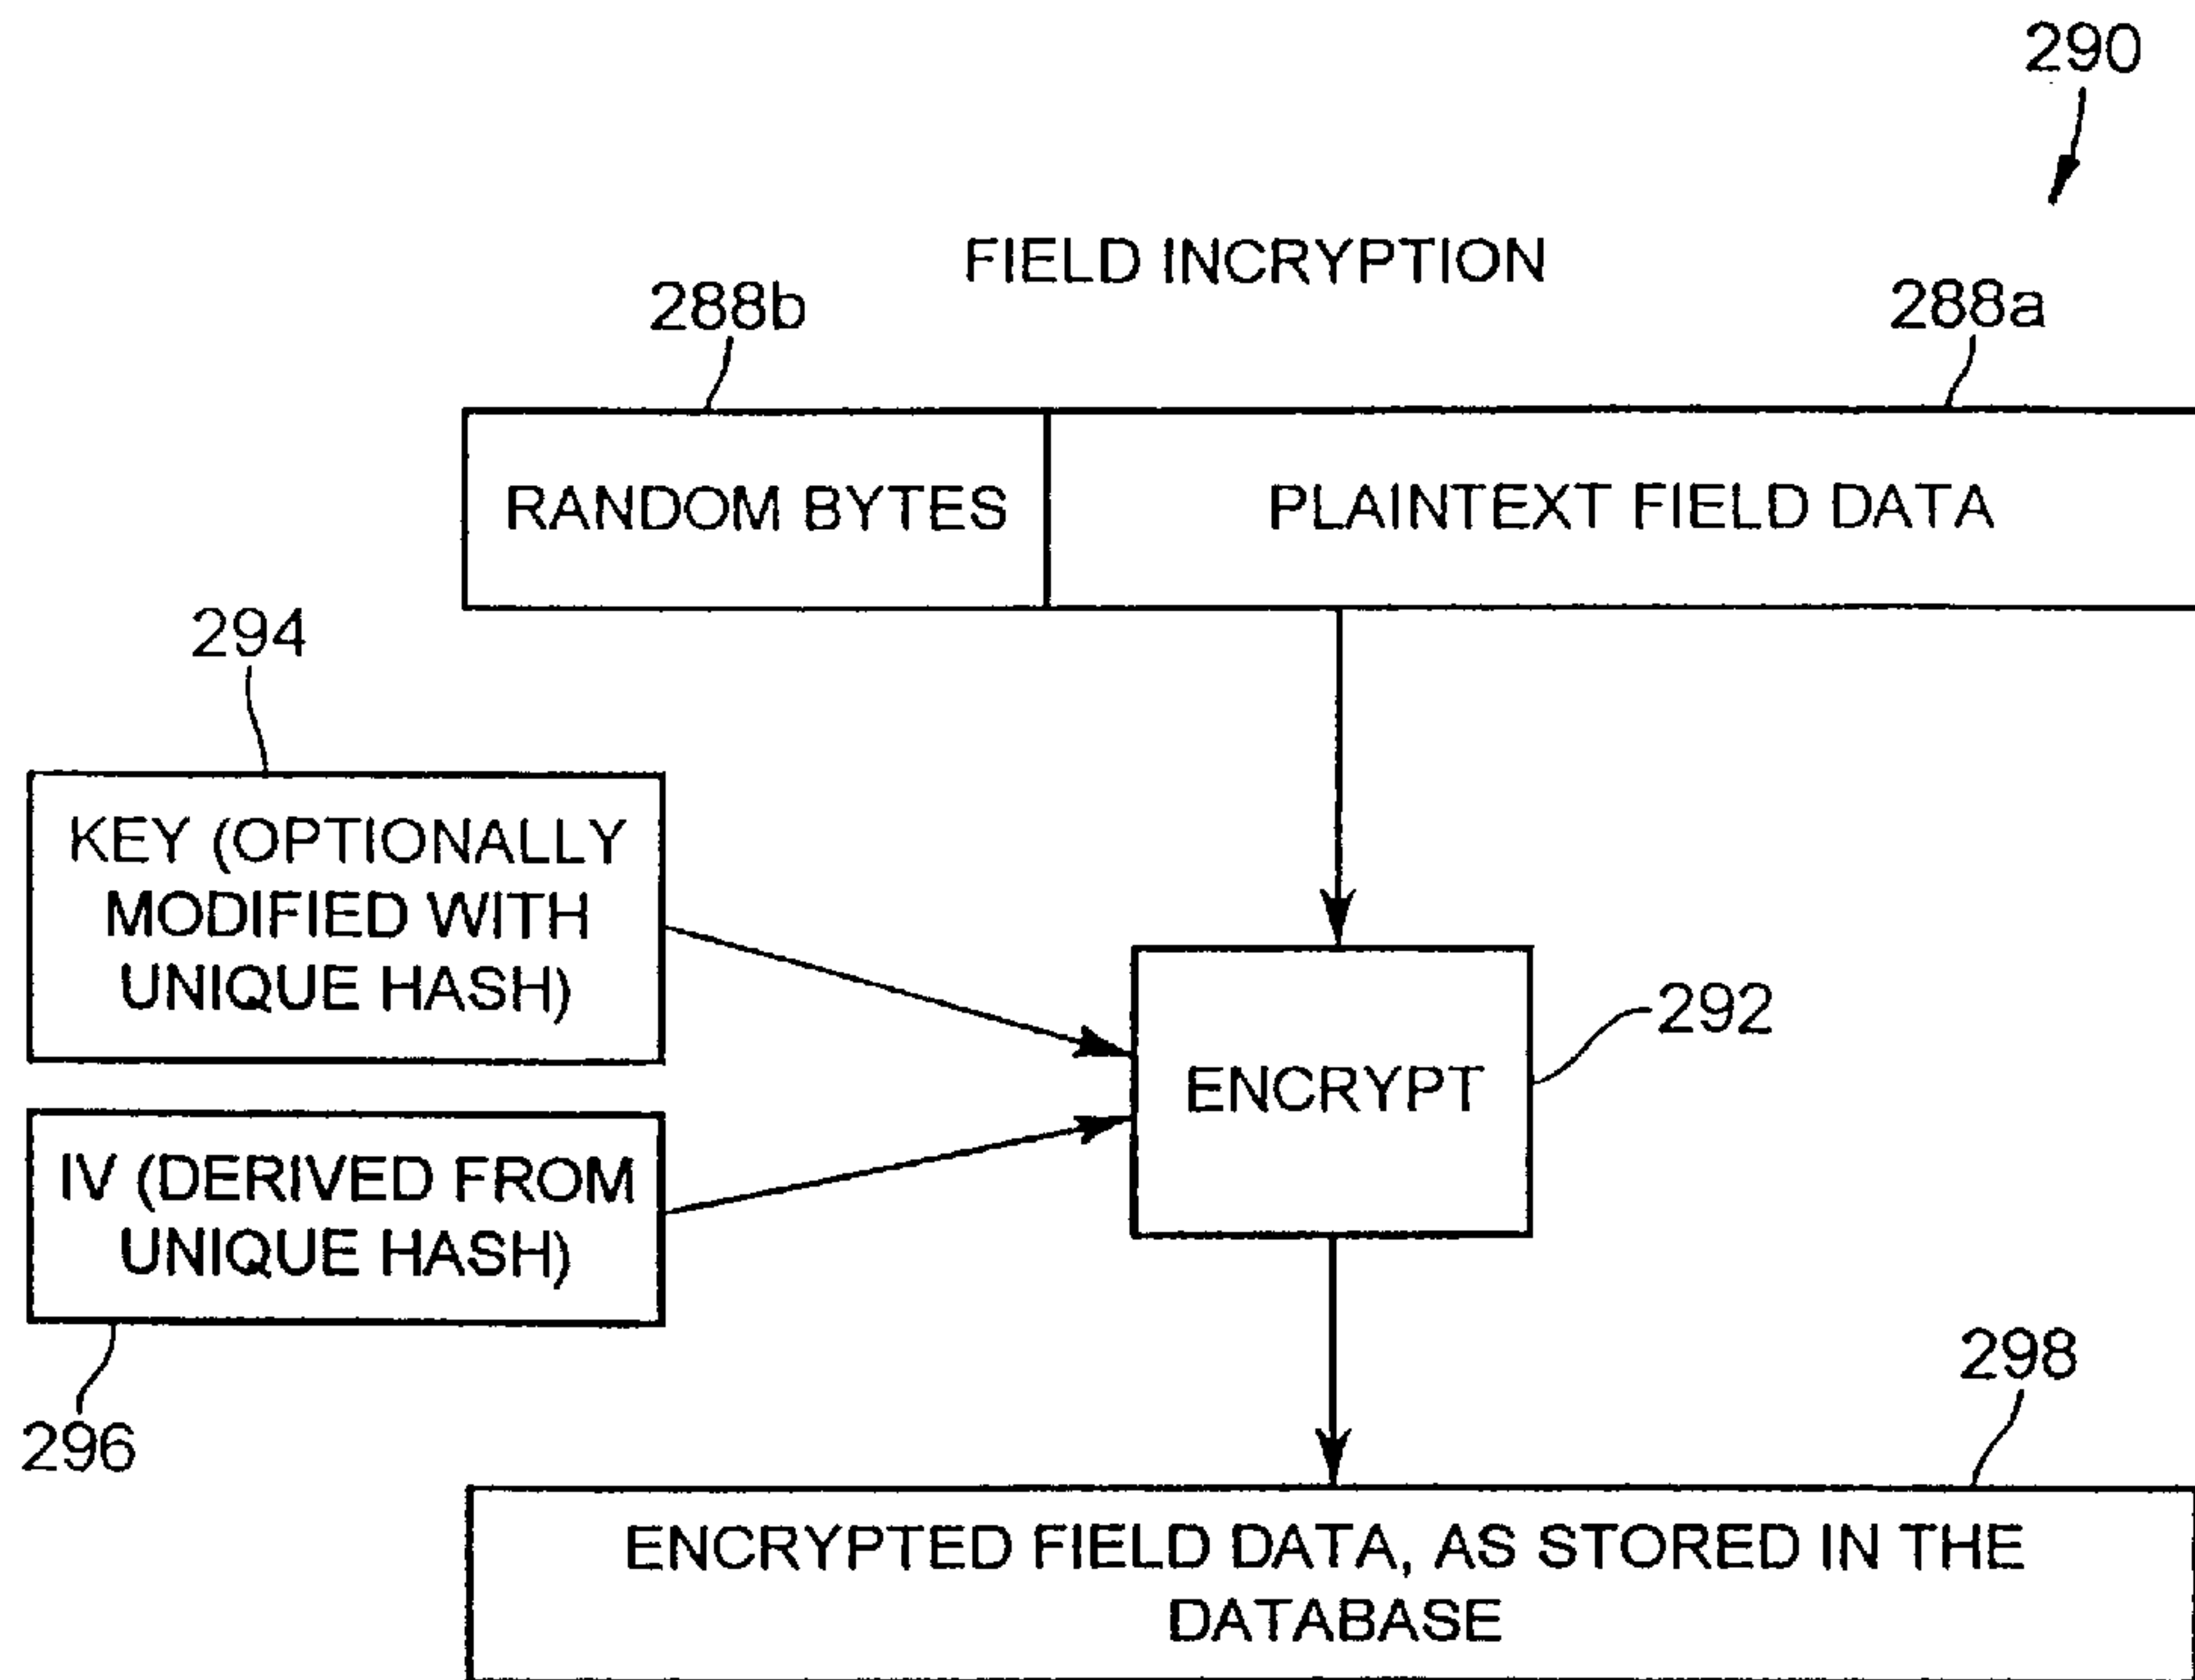 290
FIELD INCRYPTION
288b
288a
RANDOM BYTES
PLAINTEXT FIELD DATA
294
KEY (OPTIONALLY
MODIFIED WITH
UNIQUE HASH)
292
ENCRYPT
IV (DERIVED FROM
UNIQUE HASH)
296
298
ENCRYPTED FIELD DATA, AS STORED IN THE
DATABASE